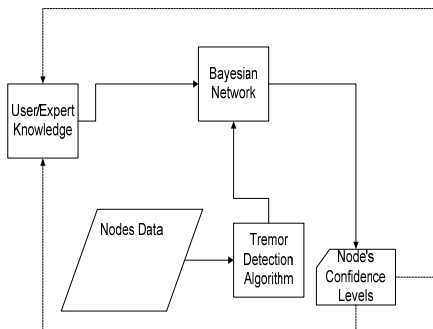 Bayesian
Network
User/Expert
Knowledge
Nodes Data
Tremor
Detection
Algorithm
Node's
Confidence
Levels